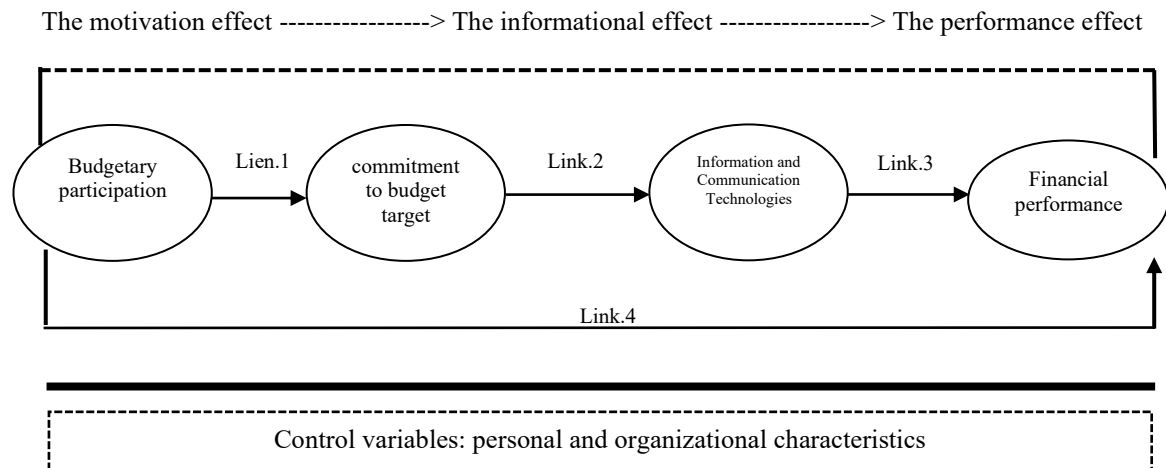 The motivation effect ----------------> The informational effect -----------------> The performance effect
Budgetary
participation
Lien.1
commitment
to budget
target
Link.2
Information and
Communication
Technologies
Link.3
Financial
performance
Link.4
Control variables: personal and organizational characteristics